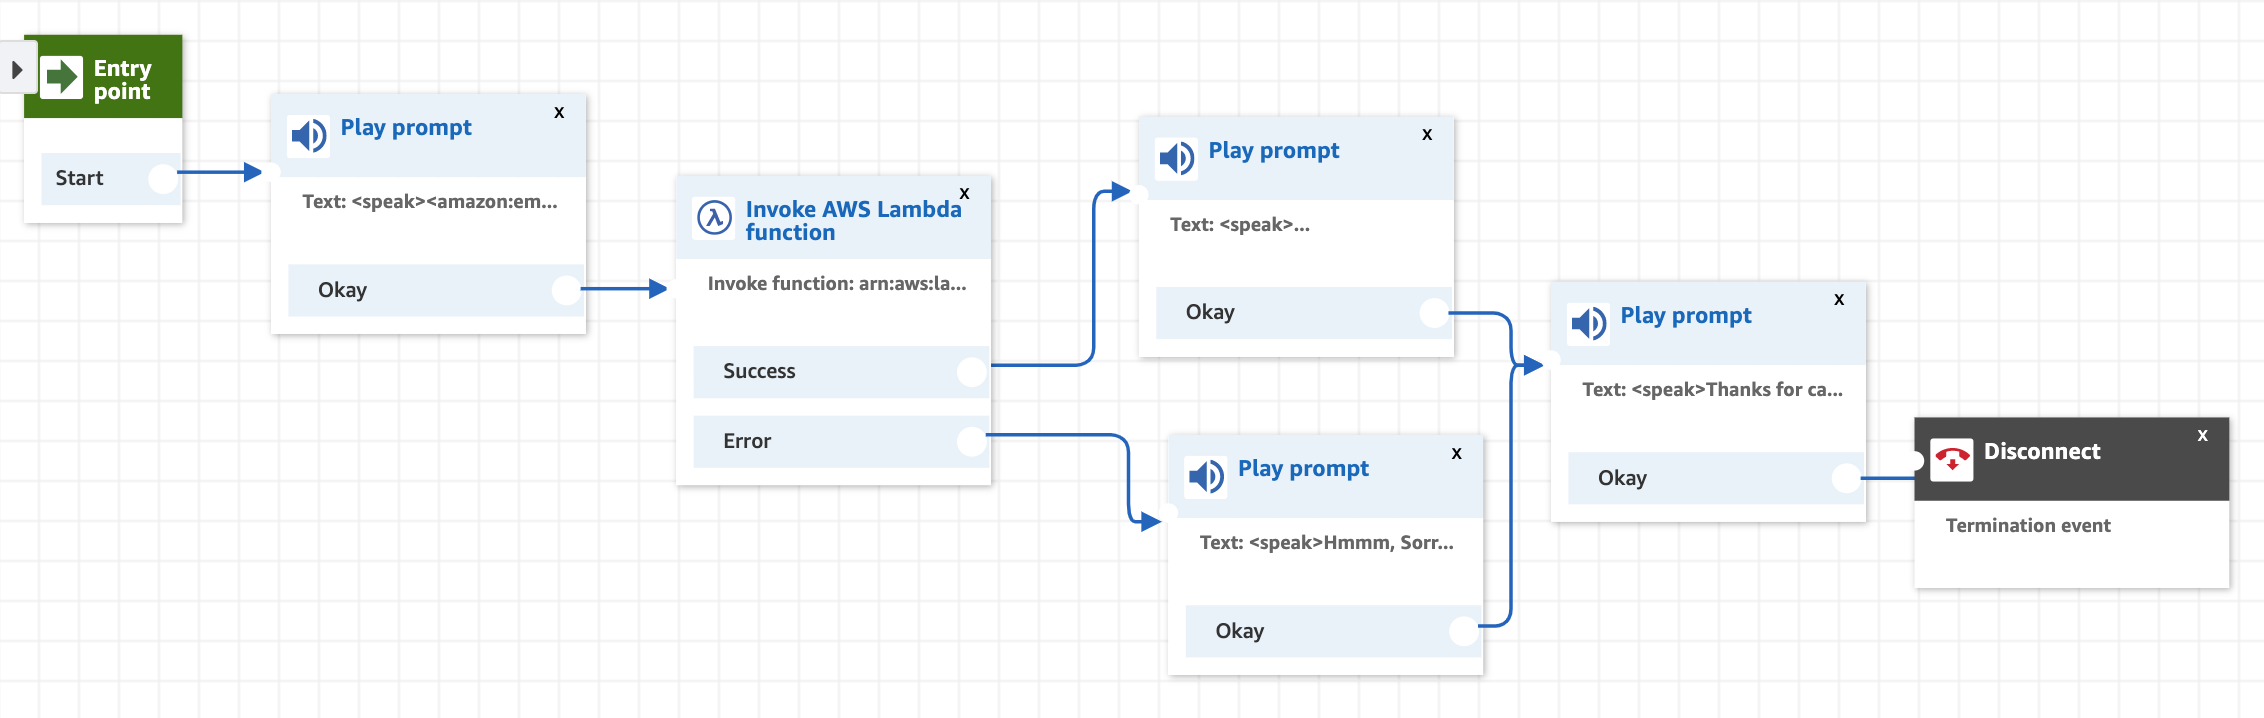 Entry
point
Start
Play prompt
x
Text: <speak><amazon:em...
Okay
Invoke AWS Lambda
function
x
Invoke function: arn:aws:la...
Success
Error
Play prompt
x
Text: <speak>...
Okay
Play prompt
x
Text: <speak>Hmmm, Sorr...
Okay
Play prompt
x
Text: <speak>Thanks for ca...
Okay
Disconnect
x
Termination event